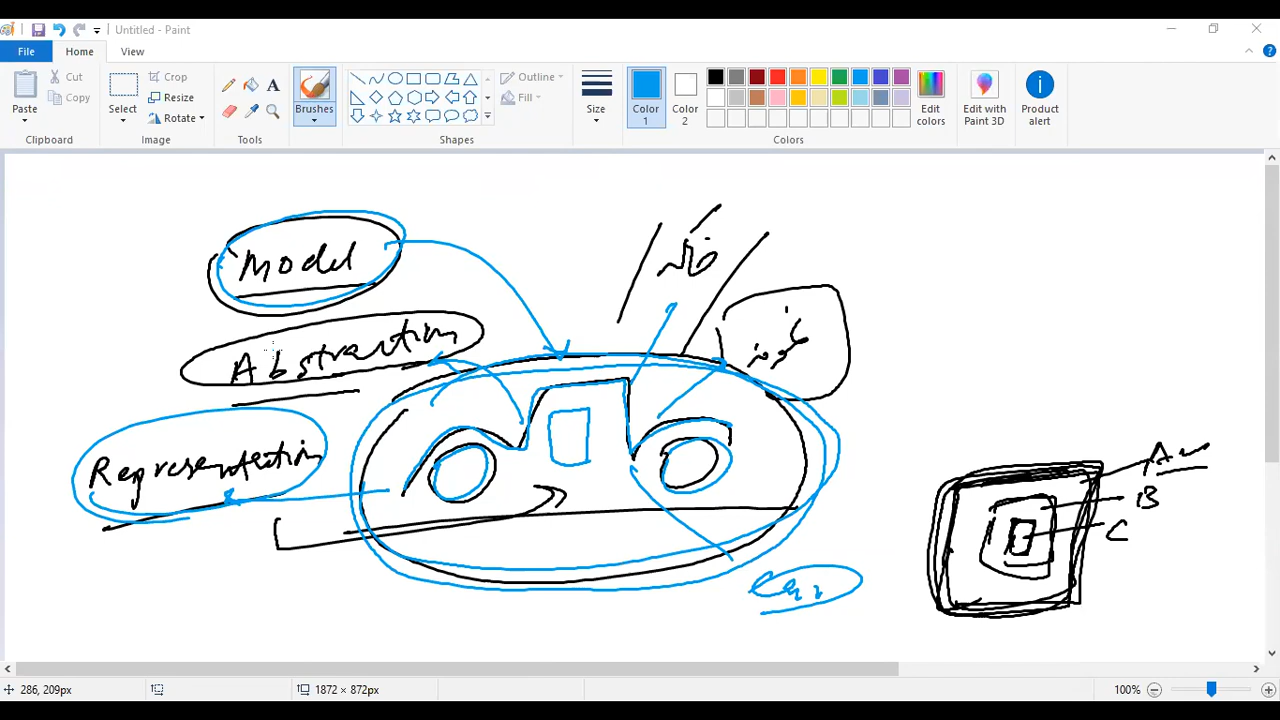 Untitled - Paint
File Home View
Paste
Cut
Copy
Clipboard
Select
Crop
Resize
Rotate
Image
Tools
Brushes
Outline
Fill
Shapes
Size
Color 1
Color 2
Edit colors
Colors
Edit with Paint 3D
Product alert
Model
Abstraction
نمونہ
Representation
A
B
C
286, 209px
1872 × 872px
100%